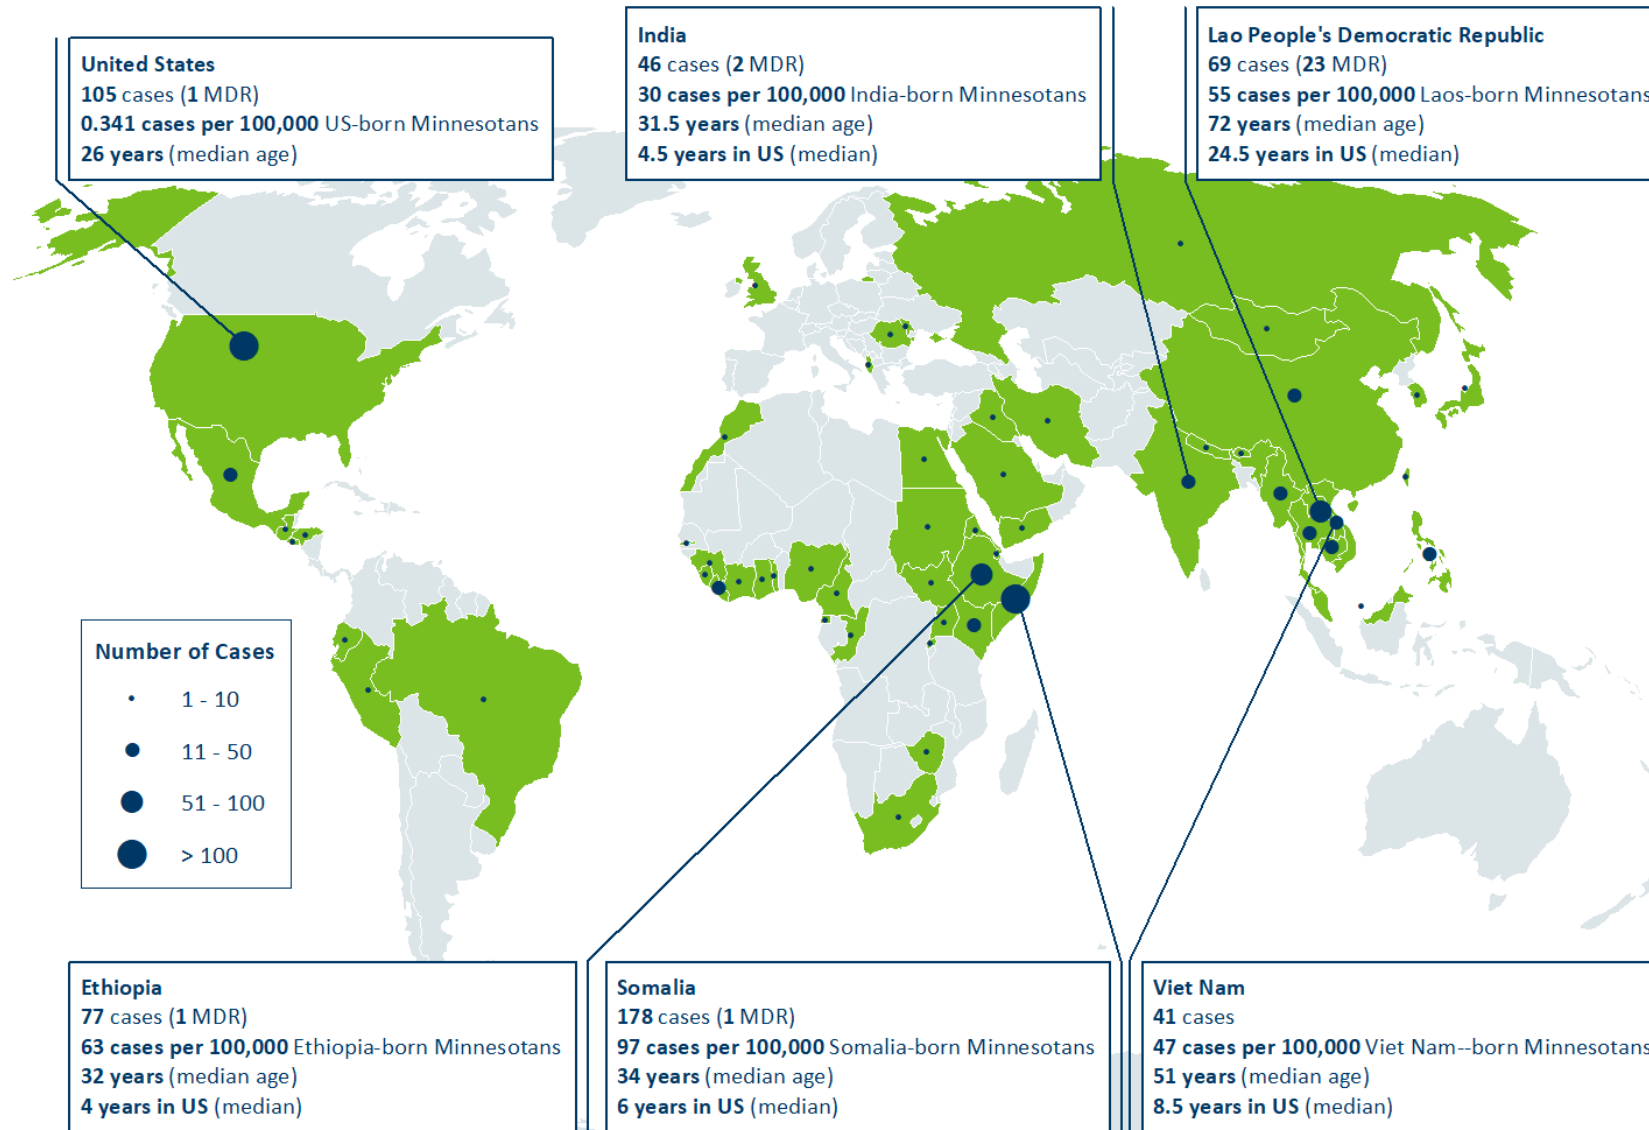 United States
105 cases (1 MDR)
0.341 cases per 100,000 US-born Minnesotans
26 years (median age)
India
46 cases (2 MDR)
30 cases per 100,000 India-born Minnesotans
31.5 years (median age)
4.5 years in US (median)
Lao People's Democratic Republic
69 cases (23 MDR)
55 cases per 100,000 Laos-born Minnesotans
72 years (median age)
24.5 years in US (median)
Number of Cases
1 - 10
11 - 50
51 - 100
> 100
Ethiopia
77 cases (1 MDR)
63 cases per 100,000 Ethiopia-born Minnesotans
32 years (median age)
4 years in US (median)
Somalia
178 cases (1 MDR)
97 cases per 100,000 Somalia-born Minnesotans
34 years (median age)
6 years in US (median)
Viet Nam
41 cases
47 cases per 100,000 Viet Nam--born Minnesotans
51 years (median age)
8.5 years in US (median)